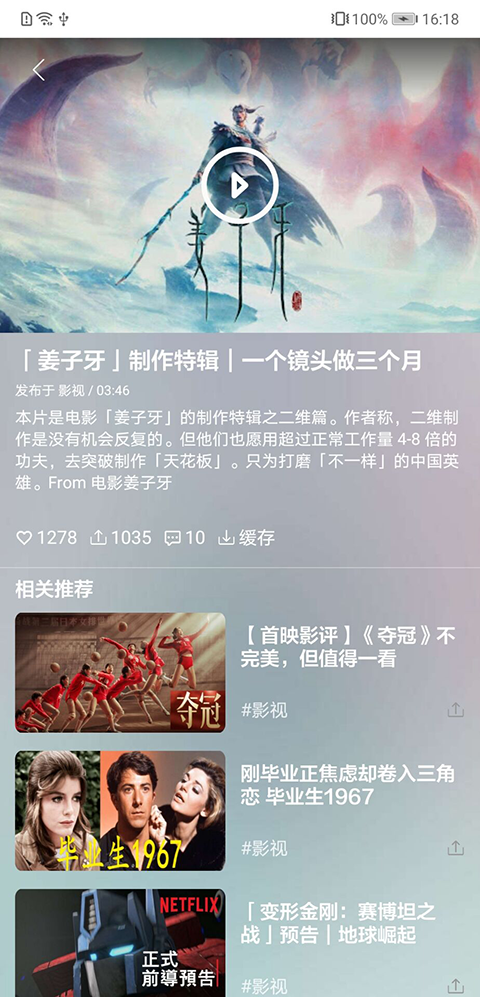 100% 16:18
姜子牙
「姜子牙」制作特辑｜一个镜头做三个月
发布于 影视 / 03:46
本片是电影「姜子牙」的制作特辑之二维篇。作者称，二维制
作是没有机会反复的。但他们也愿用超过正常工作量 4-8 倍的
功夫，去突破制作「天花板」。只为打磨「不一样」的中国英
雄。From 电影姜子牙
1278 1035 10 缓存
相关推荐
夺冠
【首映影评】《夺冠》不
完美，但值得一看
#影视
毕业生1967
刚毕业正焦虑却卷入三角
恋 毕业生1967
#影视
NETFLIX
正式
前導預告
「变形金刚：赛博坦之
战」预告｜地球崛起
#影视